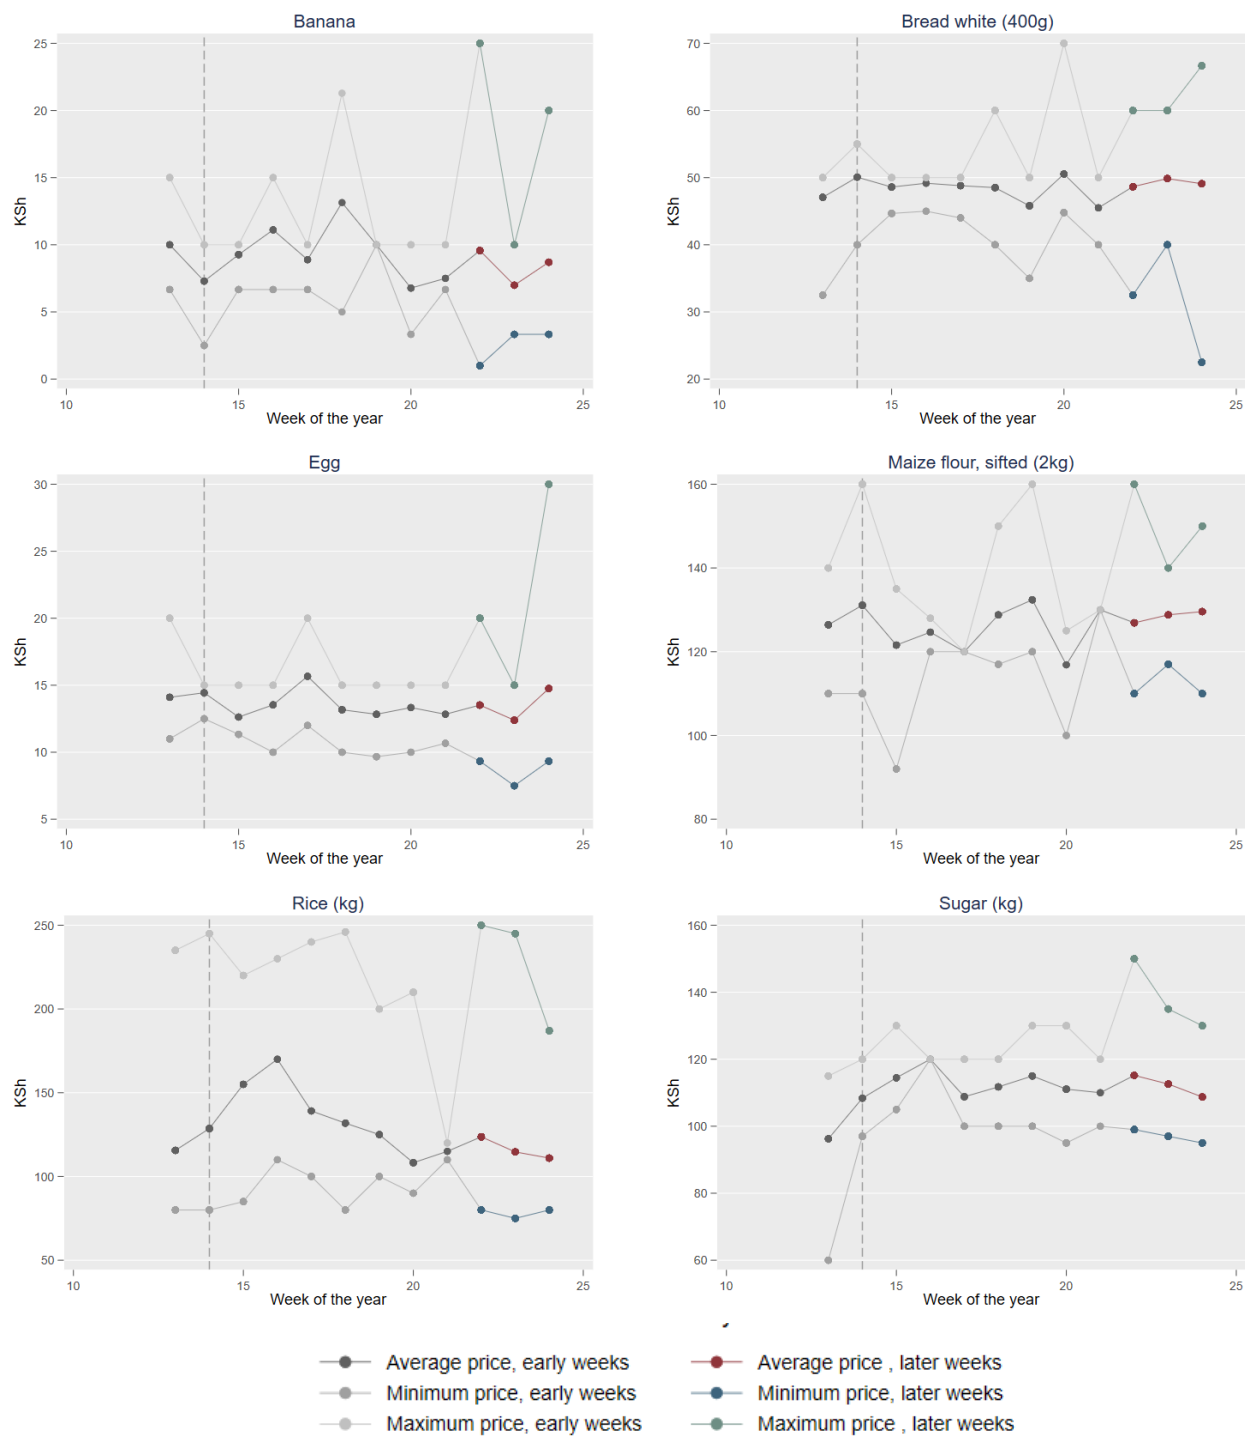 Banana
KSh
25
20
15
10
5
0
10 15 20 25
Week of the year
Bread white (400g)
KSh
70
60
50
40
30
20
10 15 20 25
Week of the year
Egg
KSh
30
25
20
15
10
5
10 15 20 25
Week of the year
Maize flour, sifted (2kg)
KSh
160
140
120
100
80
10 15 20 25
Week of the year
Rice (kg)
KSh
250
200
150
100
50
10 15 20 25
Week of the year
Sugar (kg)
KSh
160
140
120
100
80
60
10 15 20 25
Week of the year
Average price, early weeks
Minimum price, early weeks
Maximum price, early weeks
Average price , later weeks
Minimum price, later weeks
Maximum price , later weeks